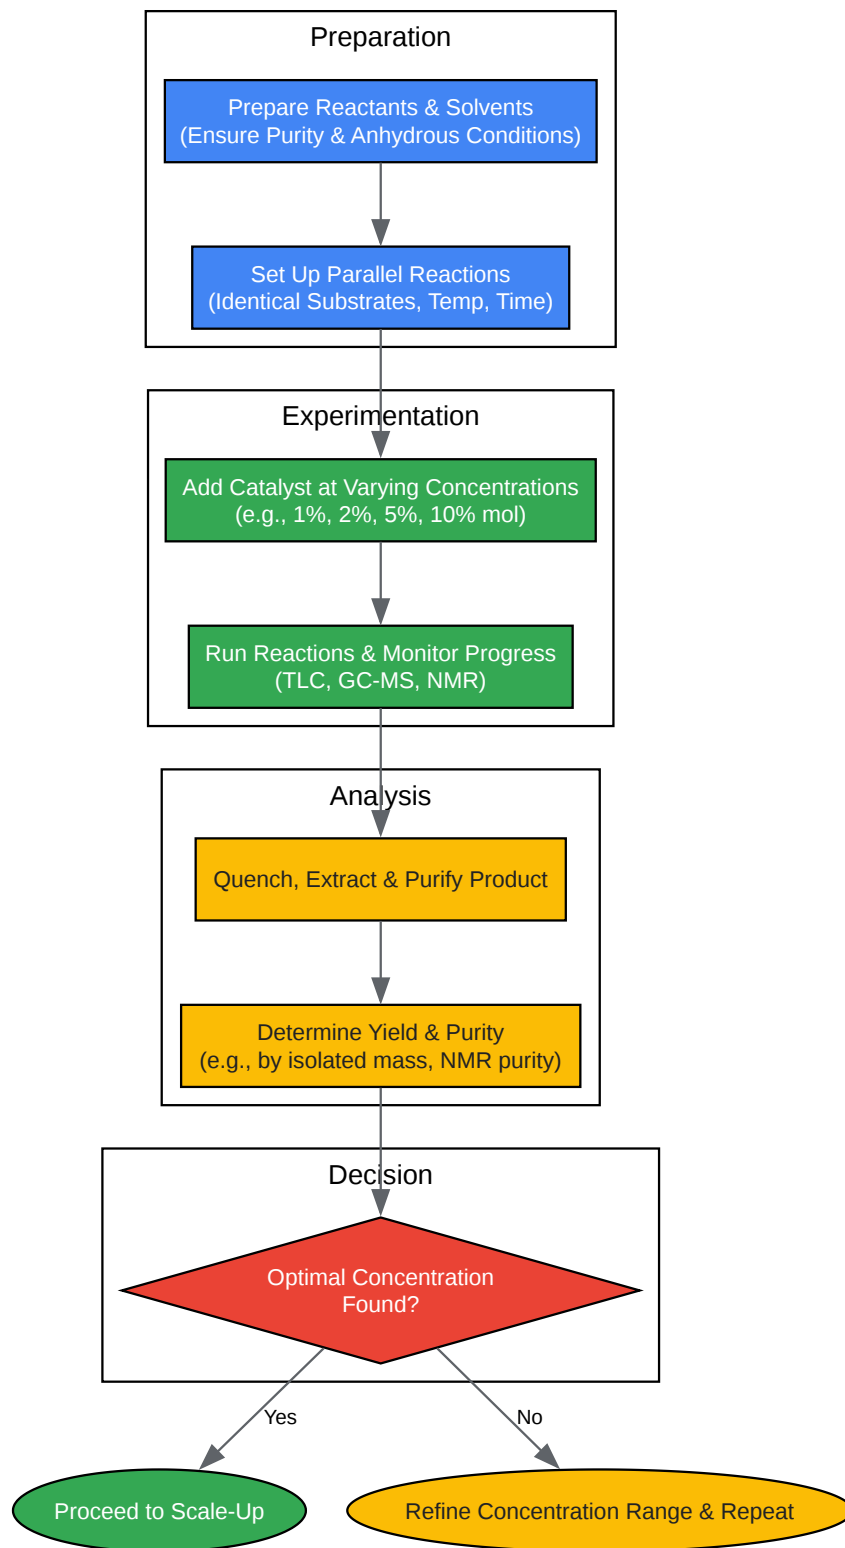 Preparation
Prepare Reactants & Solvents
(Ensure Purity & Anhydrous Conditions)
Set Up Parallel Reactions
(Identical Substrates, Temp, Time)
Experimentation
Add Catalyst at Varying Concentrations
(e.g., 1%, 2%, 5%, 10% mol)
Run Reactions & Monitor Progress
(TLC, GC-MS, NMR)
Analysis
Quench, Extract & Purify Product
Determine Yield & Purity
(e.g., by isolated mass, NMR purity)
Decision
Optimal Concentration
Found?
Yes
No
Proceed to Scale-Up
Refine Concentration Range & Repeat